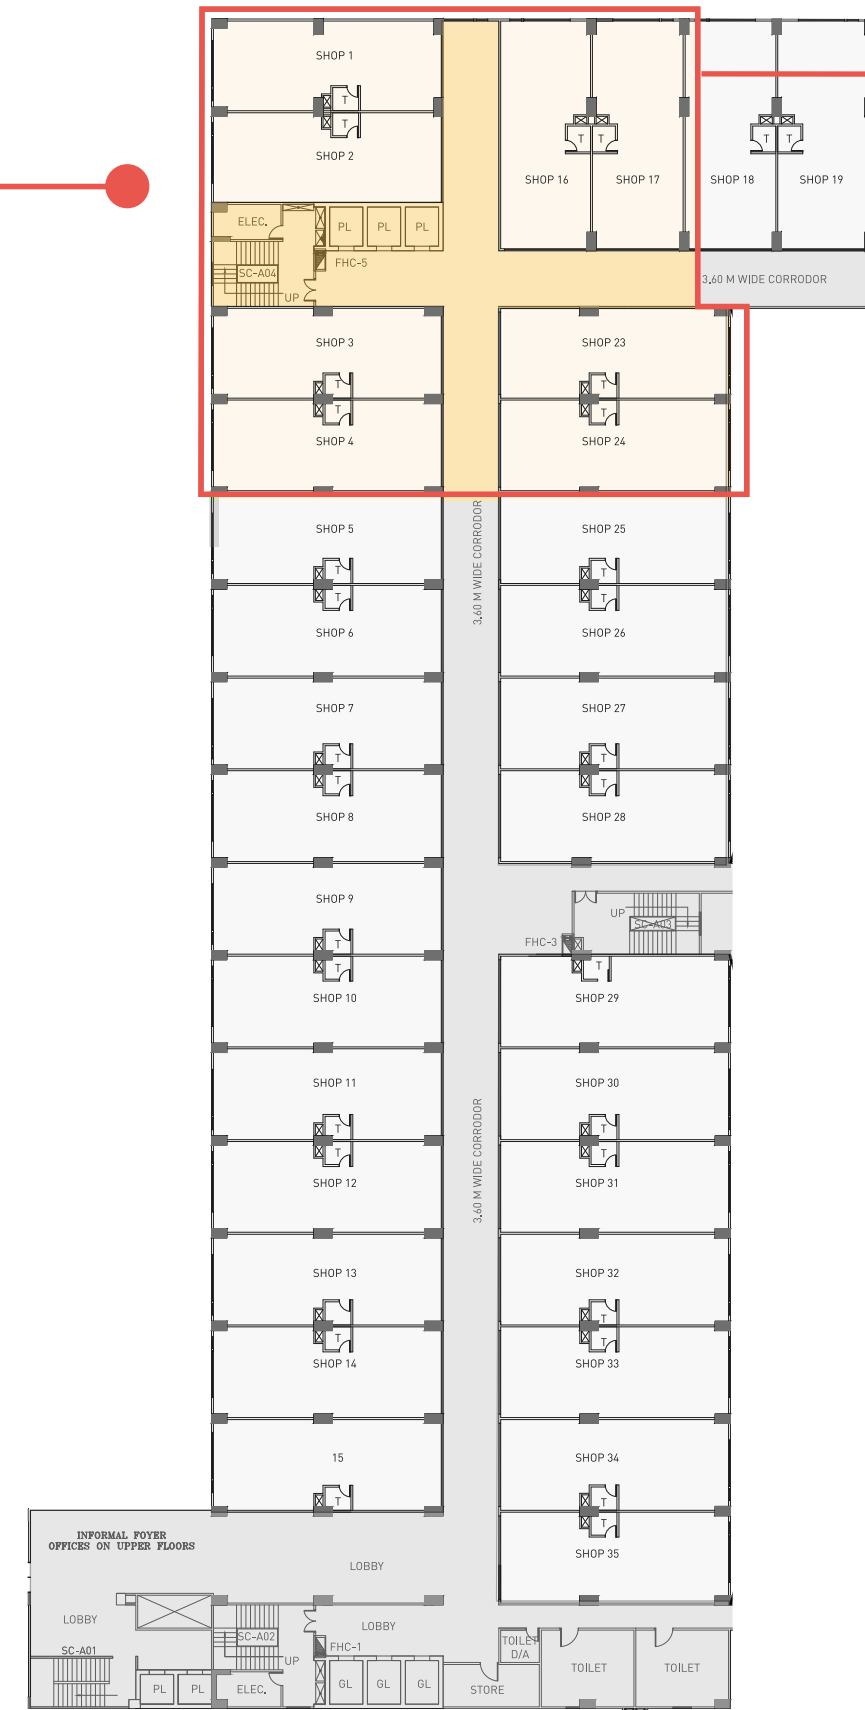 SHOP 1
T
T
SHOP 2
SHOP 16
T
T
SHOP 17
SHOP 18
T
T
SHOP 19
ELEC.
PL
PL
PL
FHC-5
SC-A04
UP
3.60 M WIDE CORRODOR
SHOP 3
T
T
SHOP 4
SHOP 23
T
T
SHOP 24
3.60 M WIDE CORRODOR
SHOP 5
T
T
SHOP 6
SHOP 25
T
T
SHOP 26
SHOP 7
T
T
SHOP 8
SHOP 27
T
T
SHOP 28
SHOP 9
T
T
SHOP 10
UP
SC-A03
FHC-3
T
SHOP 29
3.60 M WIDE CORRODOR
SHOP 11
T
T
SHOP 12
SHOP 30
T
T
SHOP 31
SHOP 13
T
T
SHOP 14
SHOP 32
T
T
SHOP 33
15
T
SHOP 34
T
T
SHOP 35
INFORMAL FOYER
OFFICES ON UPPER FLOORS
LOBBY
LOBBY
SC-A01
PL
PL
SC-A02
UP
ELEC.
LOBBY
FHC-1
GL
GL
GL
TOILET
D/A
STORE
TOILET
TOILET